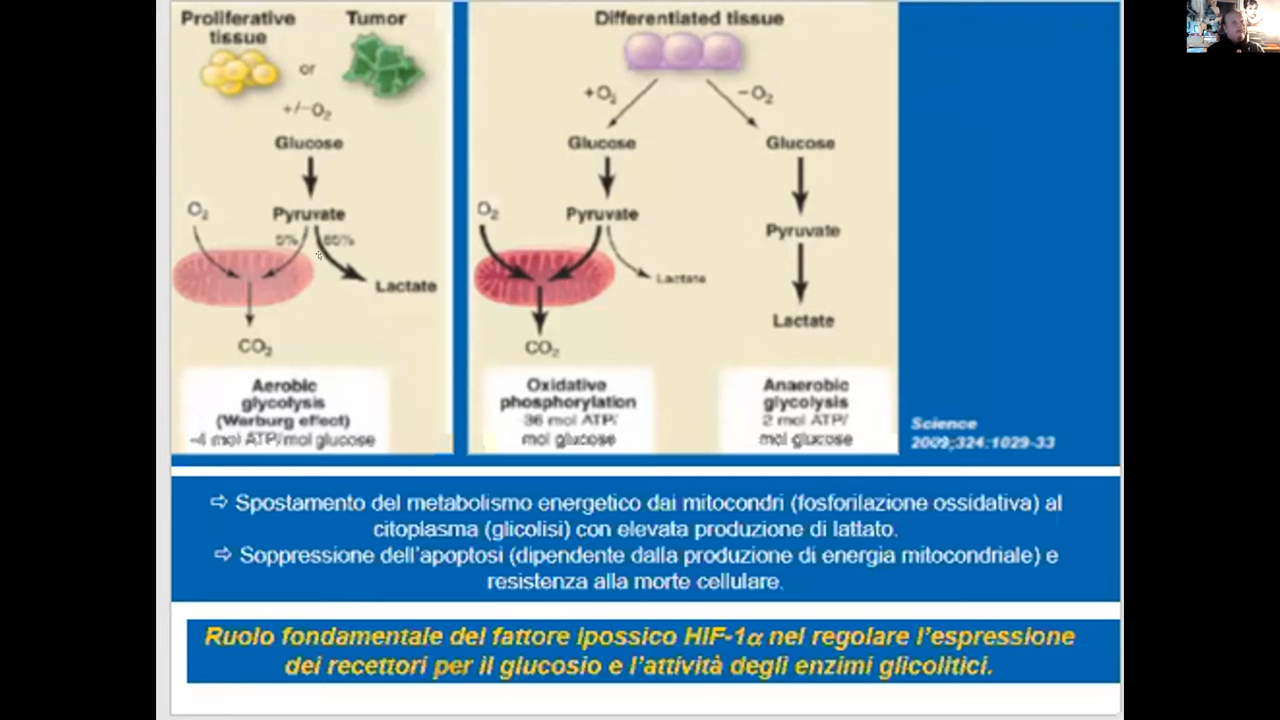 Proliferative
tissue
Tumor
or
+/−O₂
Glucose
Pyruvate
O₂
5%
85%
Lactate
CO₂
Aerobic
glycolysis
(Warburg effect)
~4 mol ATP/mol glucose
Differentiated tissue
+O₂
−O₂
Glucose
Pyruvate
O₂
Lactate
CO₂
Oxidative
phosphorylation
36 mol ATP/
mol glucose
Glucose
Pyruvate
Lactate
Anaerobic
glycolysis
2 mol ATP/
mol glucose
Science
2009;324:1029-33
⇨ Spostamento del metabolismo energetico dai mitocondri (fosforilazione ossidativa) al
citoplasma (glicolisi) con elevata produzione di lattato.
⇨ Soppressione dell’apoptosi (dipendente dalla produzione di energia mitocondriale) e
resistenza alla morte cellulare.
Ruolo fondamentale del fattore ipossico HIF-1α nel regolare l’espressione
dei recettori per il glucosio e l’attività degli enzimi glicolitici.